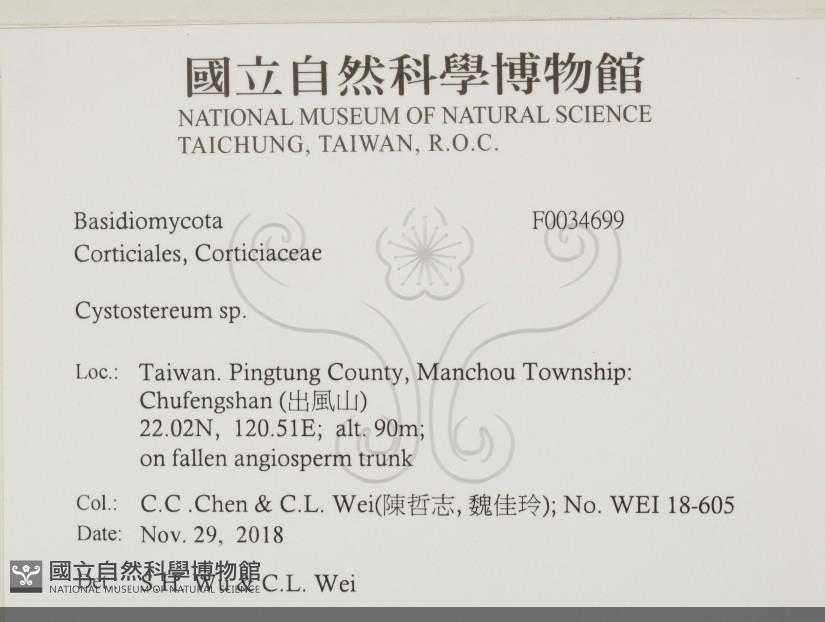 國立自然科學博物館
NATIONAL MUSEUM OF NATURAL SCIENCE
TAICHUNG, TAIWAN, R.O.C.
Basidiomycota F0034699
Corticiales, Corticiaceae
Cystostereum sp.
Loc.: Taiwan. Pingtung County, Manchou Township:
Chufengshan (出風山)
22.02N, 120.51E; alt. 90m;
on fallen angiosperm trunk
Col.: C.C .Chen & C.L. Wei(陳哲志, 魏佳玲); No. WEI 18-605
Date: Nov. 29, 2018
Det.: S.H. Wu & C.L. Wei
國立自然科學博物館
NATIONAL MUSEUM OF NATURAL SCIENCE